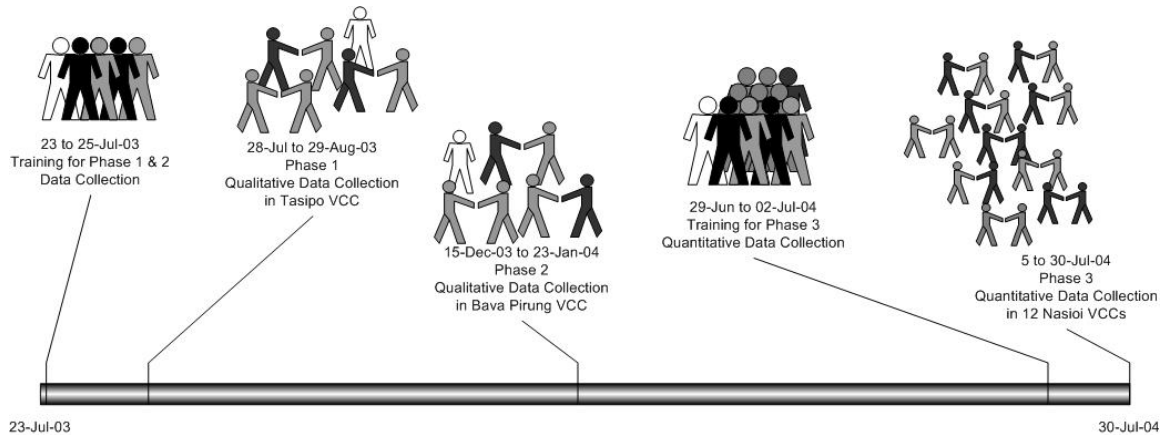 23 to 25-Jul-03
Training for Phase 1 & 2
Data Collection
28-Jul to 29-Aug-03
Phase 1
Qualitative Data Collection
in Tasipo VCC
15-Dec-03 to 23-Jan-04
Phase 2
Qualitative Data Collection
in Bava Pirung VCC
29-Jun to 02-Jul-04
Training for Phase 3
Quantitative Data Collection
5 to 30-Jul-04
Phase 3
Quantitative Data Collection
in 12 Nasioi VCCs
23-Jul-03
30-Jul-04